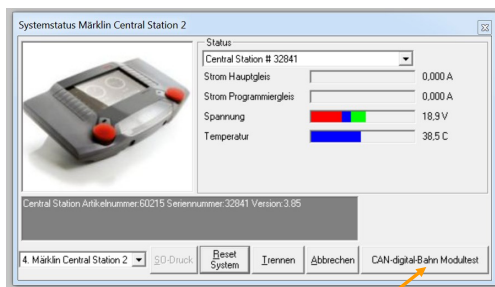 Systemstatus Märklin Central Station 2
Status
Central Station # 32841
Strom Hauptgleis 0,000 A
Strom Programmiergleis 0,000 A
Spannung 18,9 V
Temperatur 38,5 C
Central Station Artikelnummer:60215 Seriennummer:32841 Version:3.85
4. Märklin Central Station 2 SO-Druck Reset System Trennen Abbrechen CAN-digital-Bahn Modultest